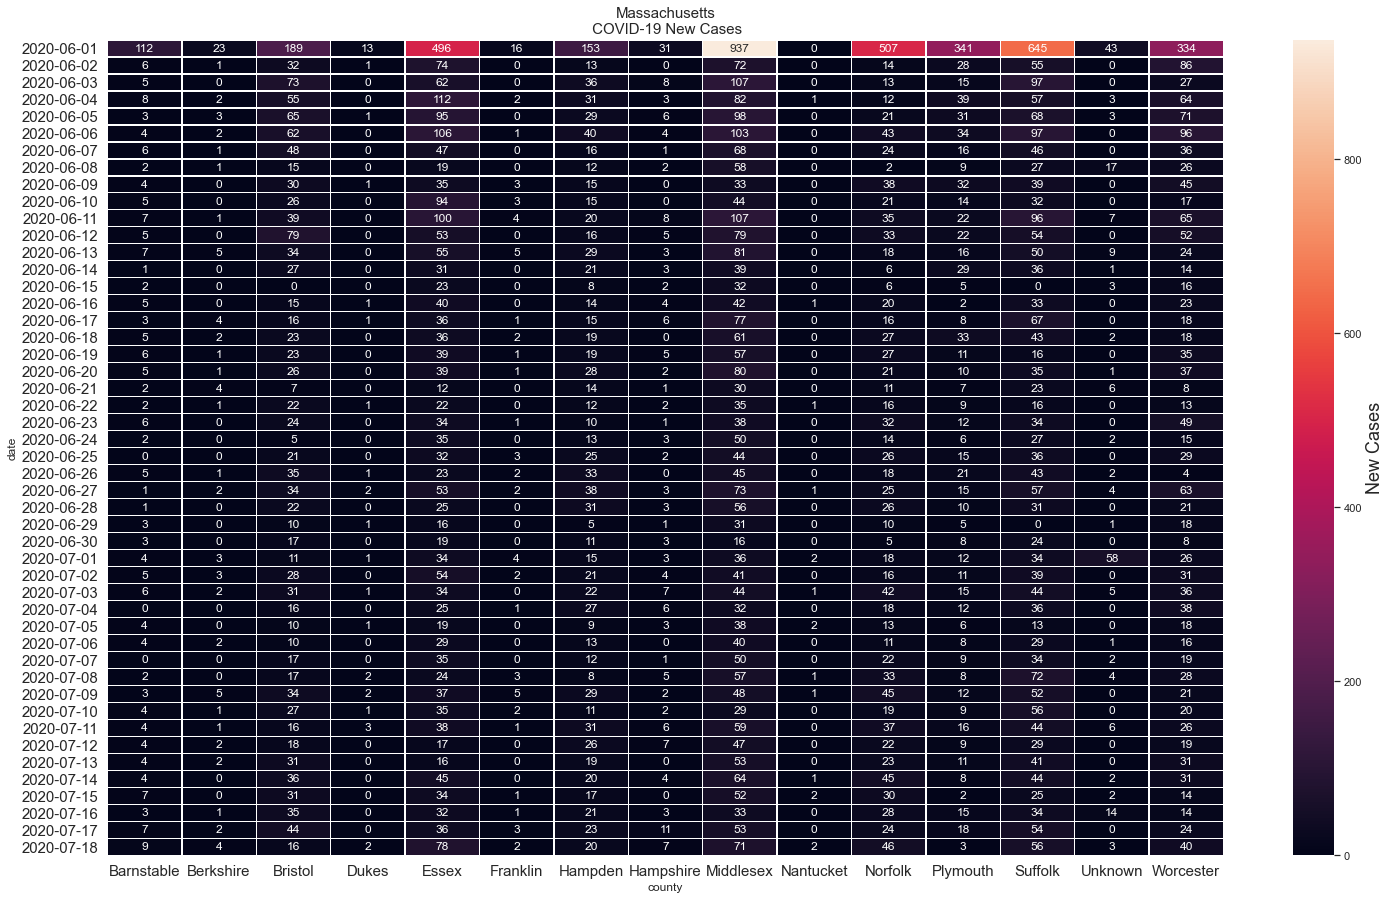 Massachusetts
COVID-19 New Cases
2020-06-01 112 23 189 13 496 16 153 31 937 0 507 341 645 43 334
2020-06-02 6 1 32 1 74 0 13 0 72 0 14 28 55 0 86
2020-06-03 5 0 73 0 62 0 36 8 107 0 13 15 97 0 27
2020-06-04 8 2 55 0 112 2 31 3 82 1 12 39 57 3 64
2020-06-05 3 3 65 1 95 0 29 6 98 0 21 31 68 3 71
2020-06-06 4 2 62 0 106 1 40 4 103 0 43 34 97 0 96
2020-06-07 6 1 48 0 47 0 16 1 68 0 24 16 46 0 36
2020-06-08 2 1 15 0 19 0 12 2 58 0 2 9 27 17 26
2020-06-09 4 0 30 1 35 3 15 0 33 0 38 32 39 0 45
2020-06-10 5 0 26 0 94 3 15 0 44 0 21 14 32 0 17
2020-06-11 7 1 39 0 100 4 20 8 107 0 35 22 96 7 65
2020-06-12 5 0 79 0 53 0 16 5 79 0 33 22 54 0 52
2020-06-13 7 5 34 0 55 5 29 3 81 0 18 16 50 9 24
2020-06-14 1 0 27 0 31 0 21 3 39 0 6 29 36 1 14
2020-06-15 2 0 0 0 23 0 8 2 32 0 6 5 0 3 16
2020-06-16 5 0 15 1 40 0 14 4 42 1 20 2 33 0 23
2020-06-17 3 4 16 1 36 1 15 6 77 0 16 8 67 0 18
2020-06-18 5 2 23 0 36 2 19 0 61 0 27 33 43 2 18
2020-06-19 6 1 23 0 39 1 19 5 57 0 27 11 16 0 35
2020-06-20 5 1 26 0 39 1 28 2 80 0 21 10 35 1 37
2020-06-21 2 4 7 0 12 0 14 1 30 0 11 7 23 6 8
2020-06-22 2 1 22 1 22 0 12 2 35 1 16 9 16 0 13
2020-06-23 6 0 24 0 34 1 10 1 38 0 32 12 34 0 49
2020-06-24 2 0 5 0 35 0 13 3 50 0 14 6 27 2 15
2020-06-25 0 0 21 0 32 3 25 2 44 0 26 15 36 0 29
2020-06-26 5 1 35 1 23 2 33 0 45 0 18 21 43 2 4
2020-06-27 1 2 34 2 53 2 38 3 73 1 25 15 57 4 63
2020-06-28 1 0 22 0 25 0 31 3 56 0 26 10 31 0 21
2020-06-29 3 0 10 1 16 0 5 1 31 0 10 5 0 1 18
2020-06-30 3 0 17 0 19 0 11 3 16 0 5 8 24 0 8
2020-07-01 4 3 11 1 34 4 15 3 36 2 18 12 34 58 26
2020-07-02 5 3 28 0 54 2 21 4 41 0 16 11 39 0 31
2020-07-03 6 2 31 1 34 0 22 7 44 1 42 15 44 5 36
2020-07-04 0 0 16 0 25 1 27 6 32 0 18 12 36 0 38
2020-07-05 4 0 10 1 19 0 9 3 38 2 13 6 13 0 18
2020-07-06 4 2 10 0 29 0 13 0 40 0 14 8 29 1 16
2020-07-07 0 0 17 0 35 0 12 1 50 0 22 9 34 2 19
2020-07-08 2 0 17 2 24 3 8 5 57 1 33 8 72 4 28
2020-07-09 3 5 34 2 37 5 29 2 48 1 45 12 52 0 21
2020-07-10 4 1 27 1 35 2 11 2 29 0 19 9 56 0 20
2020-07-11 4 1 16 3 38 1 31 6 59 0 37 16 44 6 26
2020-07-12 4 2 18 0 17 0 26 7 47 0 22 9 29 0 19
2020-07-13 4 2 31 0 16 0 19 0 53 0 23 11 41 0 31
2020-07-14 4 0 36 0 45 0 20 4 64 1 45 8 44 2 31
2020-07-15 7 0 31 0 34 1 17 0 52 2 30 2 25 2 14
2020-07-16 3 1 35 0 32 1 21 3 33 0 28 15 34 14 14
2020-07-17 7 2 44 0 36 3 23 11 53 0 24 18 54 0 24
2020-07-18 9 4 16 2 78 2 20 7 71 2 46 3 56 3 40
Barnstable Berkshire Bristol Dukes Essex Franklin Hampden Hampshire Middlesex Nantucket Norfolk Plymouth Suffolk Unknown Worcester
county
date
800
600
400
200
0
New Cases